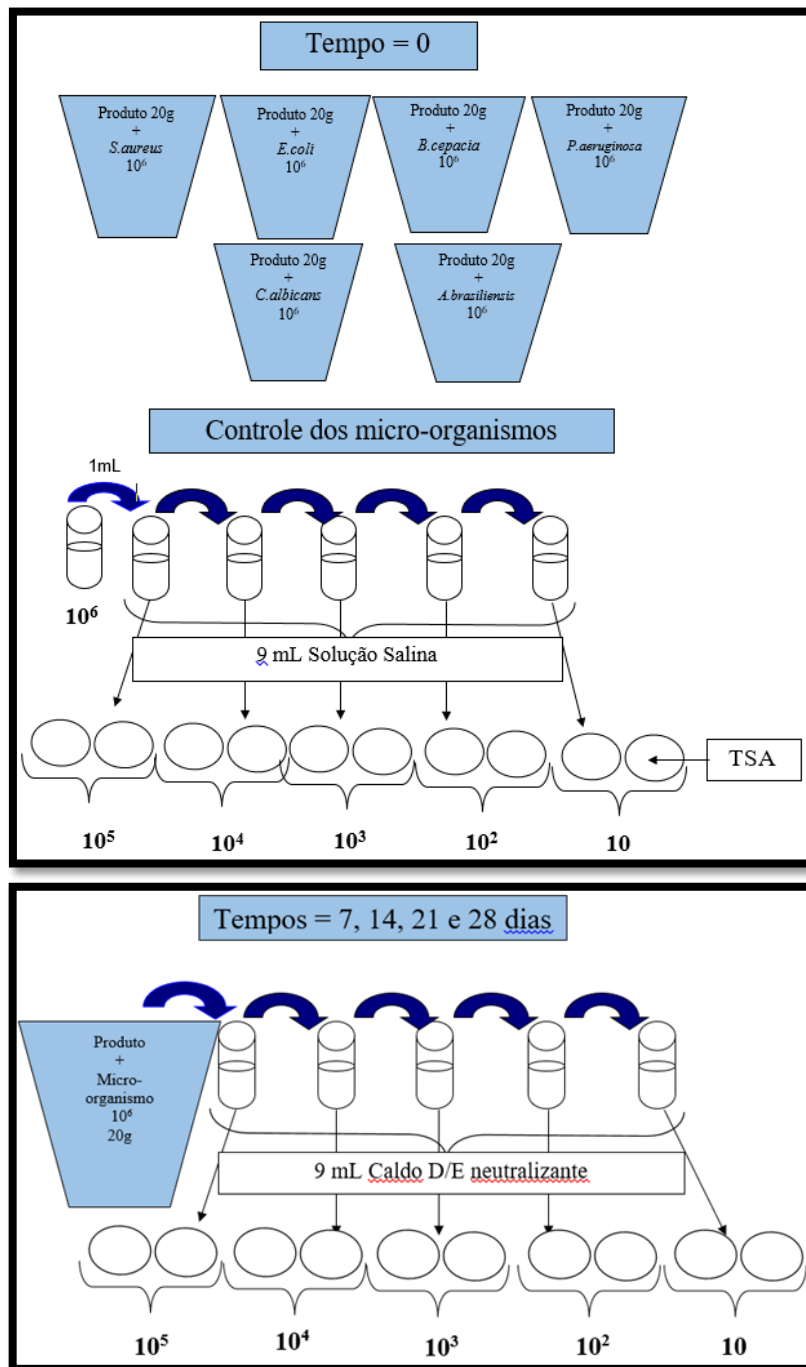 Tempo = 0
Produto 20g
+
S.aureus
10⁶
Produto 20g
+
E.coli
10⁶
Produto 20g
+
B.cepacia
10⁶
Produto 20g
+
P.aeruginosa
10⁶
Produto 20g
+
C.albicans
10⁶
Produto 20g
+
A.brasiliensis
10⁶
Controle dos micro-organismos
1mL
10⁶
9 mL Solução Salina
TSA
10⁵ 10⁴ 10³ 10² 10
Tempos = 7, 14, 21 e 28 dias
Produto
+
Micro-
organismo
10⁶
20g
9 mL Caldo D/E neutralizante
10⁵ 10⁴ 10³ 10² 10